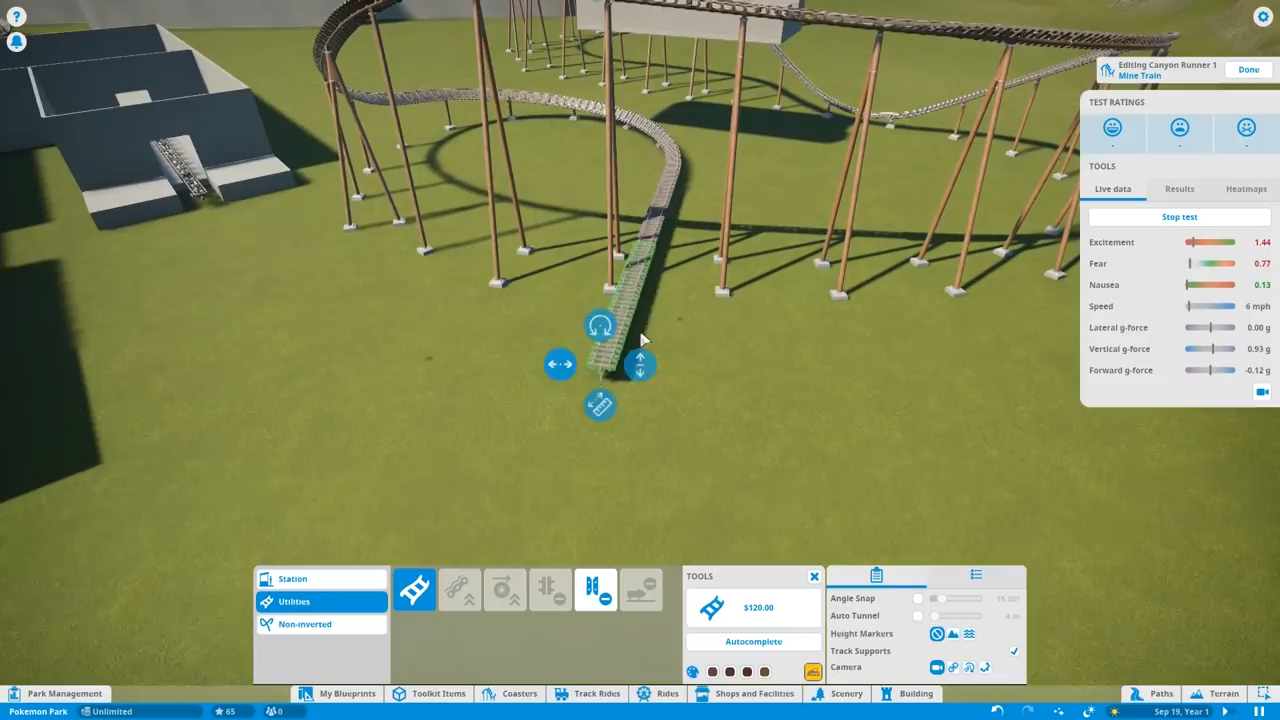 ?
Editing Canyon Runner 1
Mine Train
Done
TEST RATINGS
- - -
TOOLS
Live data Results Heatmaps
Stop test
Excitement 1.44
Fear 0.77
Nausea 0.13
Speed 6 mph
Lateral g-force 0.00 g
Vertical g-force 0.93 g
Forward g-force -0.12 g
Station
Utilities
Non-inverted
TOOLS
$120.00
Autocomplete
Angle Snap 15.00°
Auto Tunnel 4 m
Height Markers
Track Supports
Camera
Park Management My Blueprints Toolkit Items Coasters Track Rides Rides Shops and Facilities Scenery Building Paths Terrain
Pokemon Park Unlimited 65 0 Sep 19, Year 1